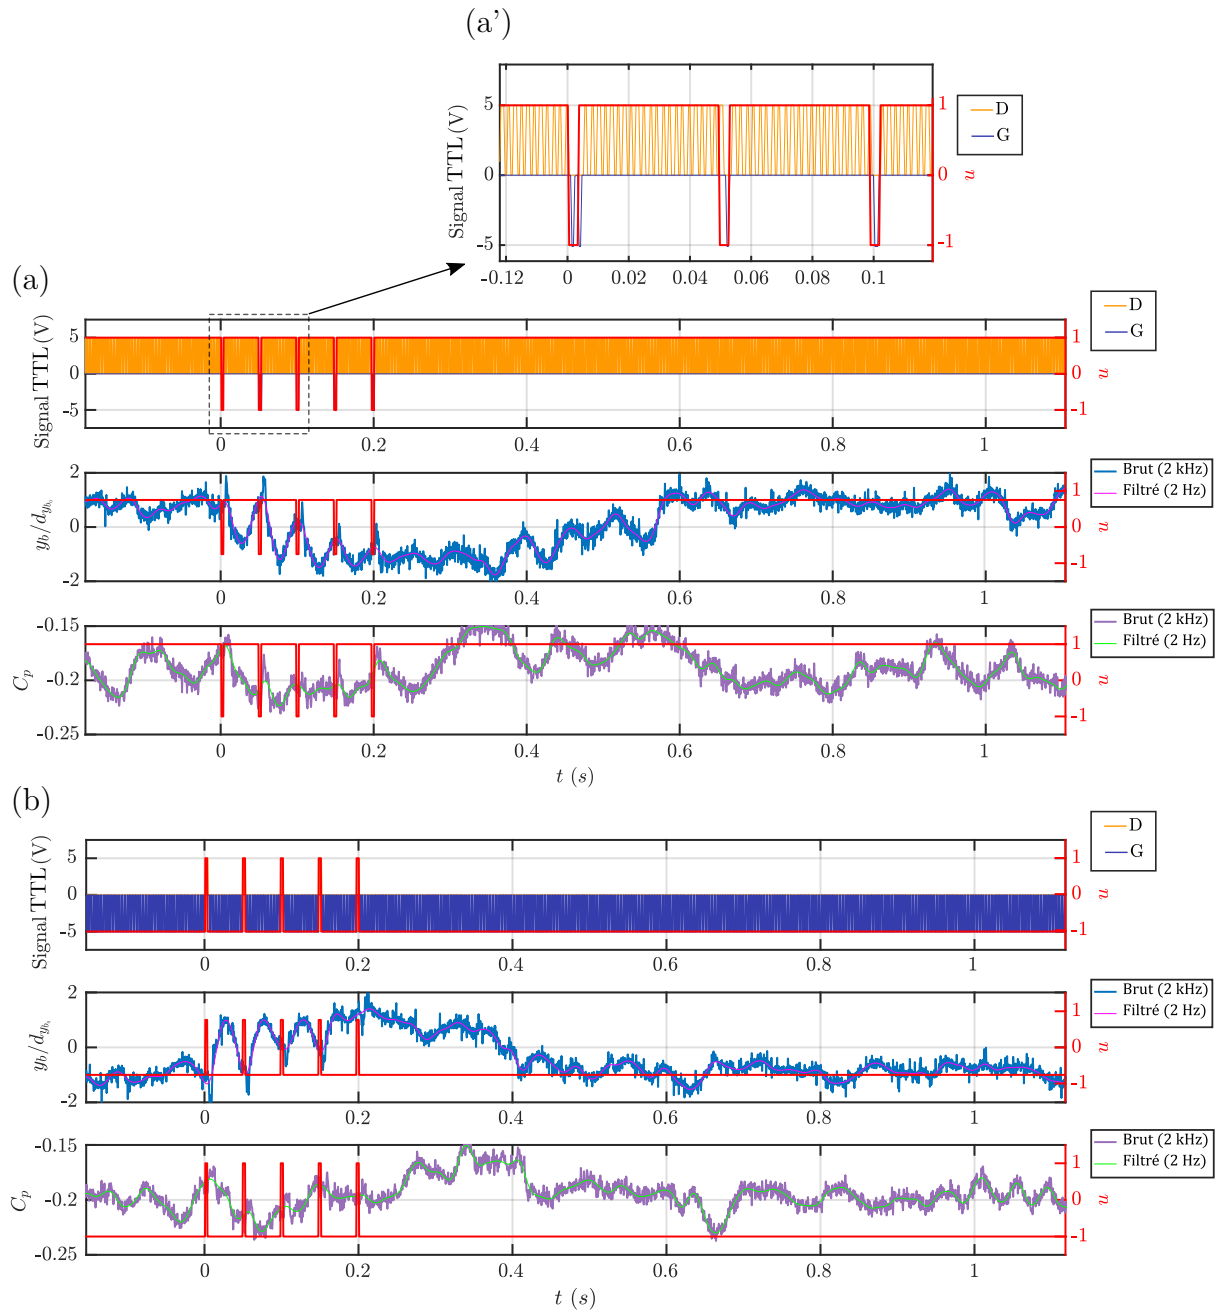 (a')
Signal TTL (V)
5
0
-5
1
0
-1
u
D
G
-0.12
0
0.02
0.04
0.06
0.08
0.1
(a)
Signal TTL (V)
5
0
-5
1
0
-1
u
D
G
0
0.2
0.4
0.6
0.8
1
y_b/d_{y_{b_0}}
2
0
-2
1
0
-1
u
Brut (2 kHz)
Filtré (2 Hz)
0
0.2
0.4
0.6
0.8
1
C_p
-0.15
-0.2
-0.25
1
0
-1
u
Brut (2 kHz)
Filtré (2 Hz)
0
0.2
0.4
0.6
0.8
1
t (s)
(b)
Signal TTL (V)
5
0
-5
1
0
-1
u
D
G
0
0.2
0.4
0.6
0.8
1
y_b/d_{y_{b_0}}
2
0
-2
1
0
-1
u
Brut (2 kHz)
Filtré (2 Hz)
0
0.2
0.4
0.6
0.8
1
C_p
-0.15
-0.2
-0.25
1
0
-1
u
Brut (2 kHz)
Filtré (2 Hz)
0
0.2
0.4
0.6
0.8
1
t (s)